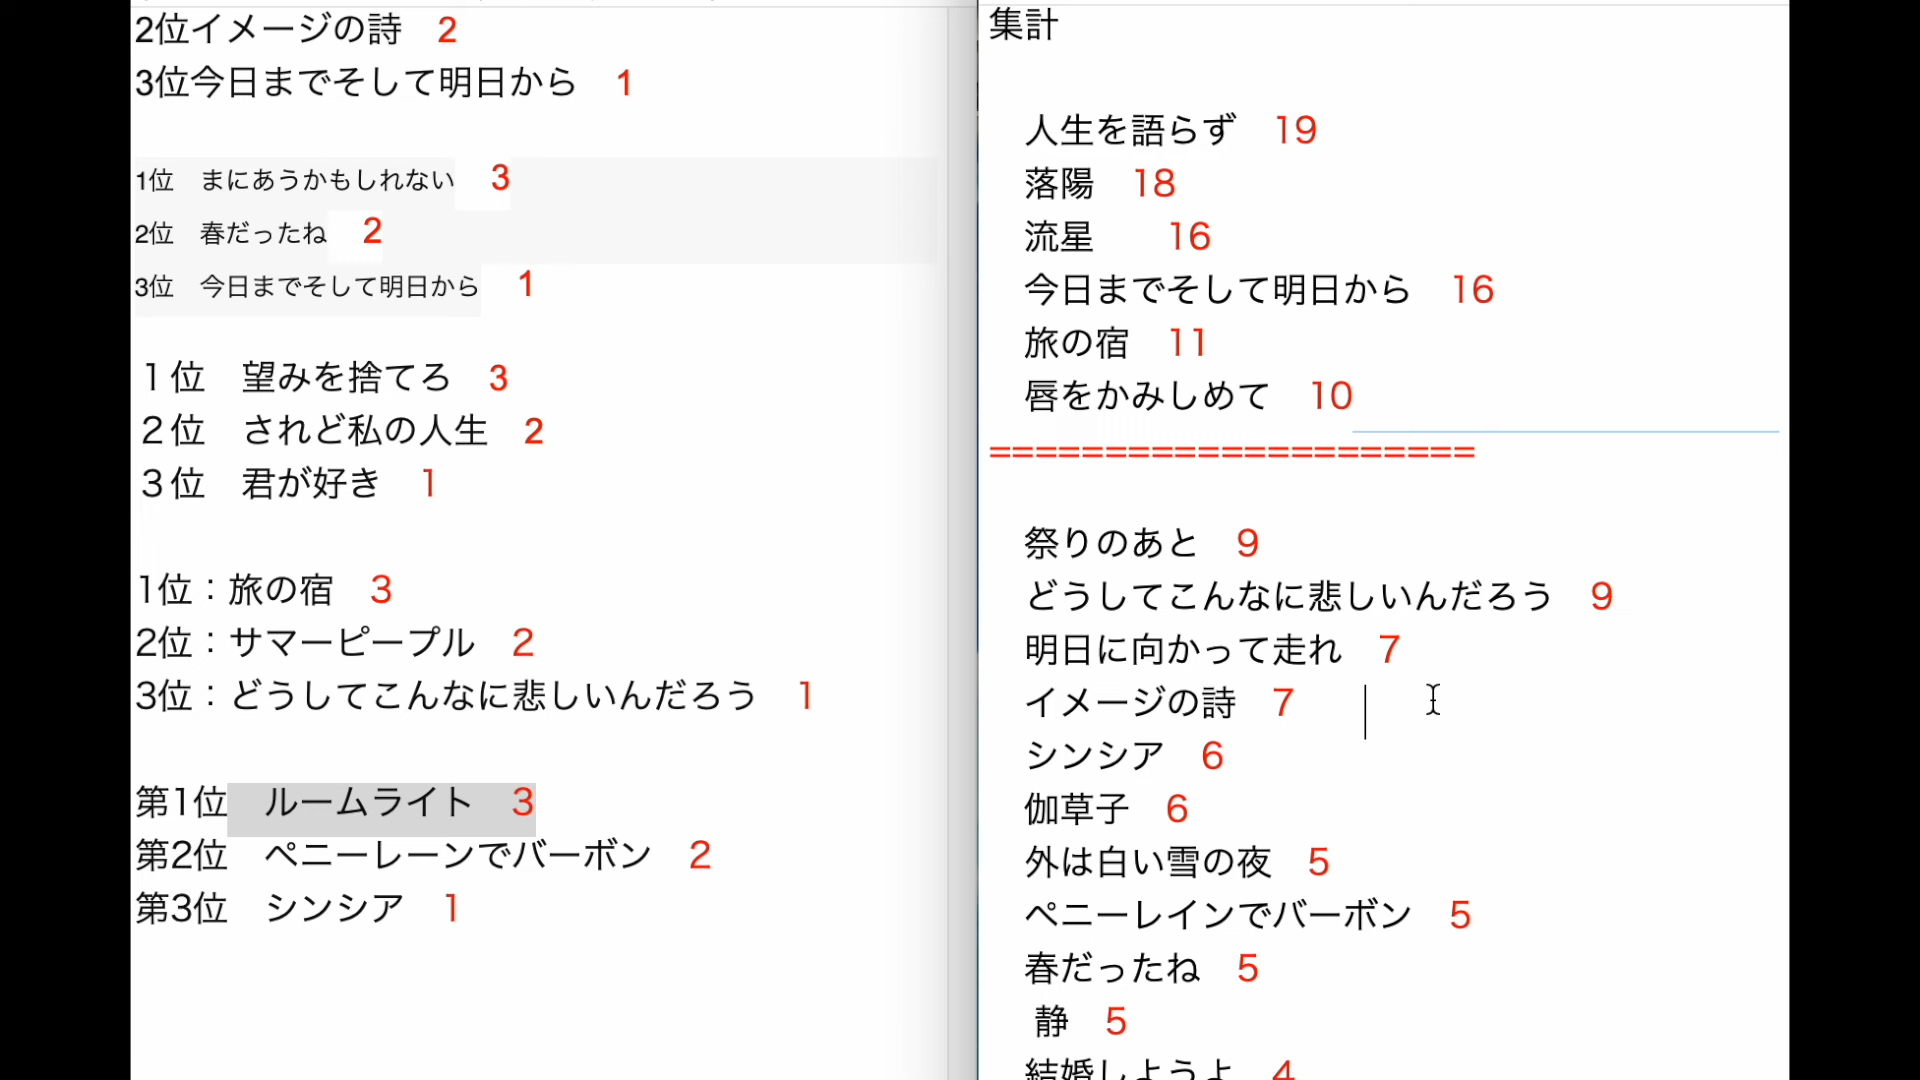 2位イメージの詩　2
3位今日までそして明日から　1
1位　まにあうかもしれない　3
2位　春だったね　2
3位　今日までそして明日から　1
１位　望みを捨てろ　3
２位　されど私の人生　2
３位　君が好き　1
1位：旅の宿　3
2位：サマーピープル　2
3位：どうしてこんなに悲しいんだろう　1
第1位　ルームライト　3
第2位　ペニーレーンでバーボン　2
第3位　シンシア　1
集計
人生を語らず　19
落陽　18
流星　　16
今日までそして明日から　16
旅の宿　11
唇をかみしめて　10
=====================
祭りのあと　9
どうしてこんなに悲しいんだろう　9
明日に向かって走れ　7
イメージの詩　7
シンシア　6
伽草子　6
外は白い雪の夜　5
ペニーレインでバーボン　5
春だったね　5
静　5
結婚しようよ　4